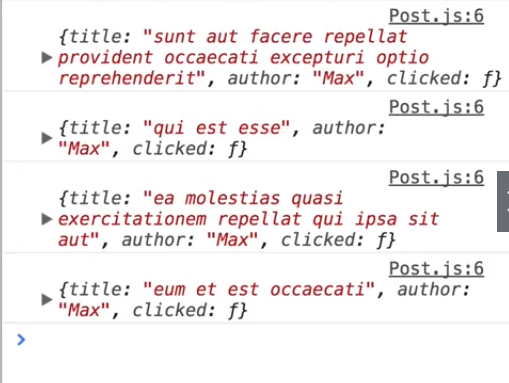 Post.js:6
{title: "sunt aut facere repellat
provident occaecati excepturi optio
reprehenderit", author: "Max", clicked: ƒ}
Post.js:6
{title: "qui est esse", author:
"Max", clicked: ƒ}
Post.js:6
{title: "ea molestias quasi
exercitationem repellat qui ipsa sit
aut", author: "Max", clicked: ƒ}
Post.js:6
{title: "eum et est occaecati", author:
"Max", clicked: ƒ}